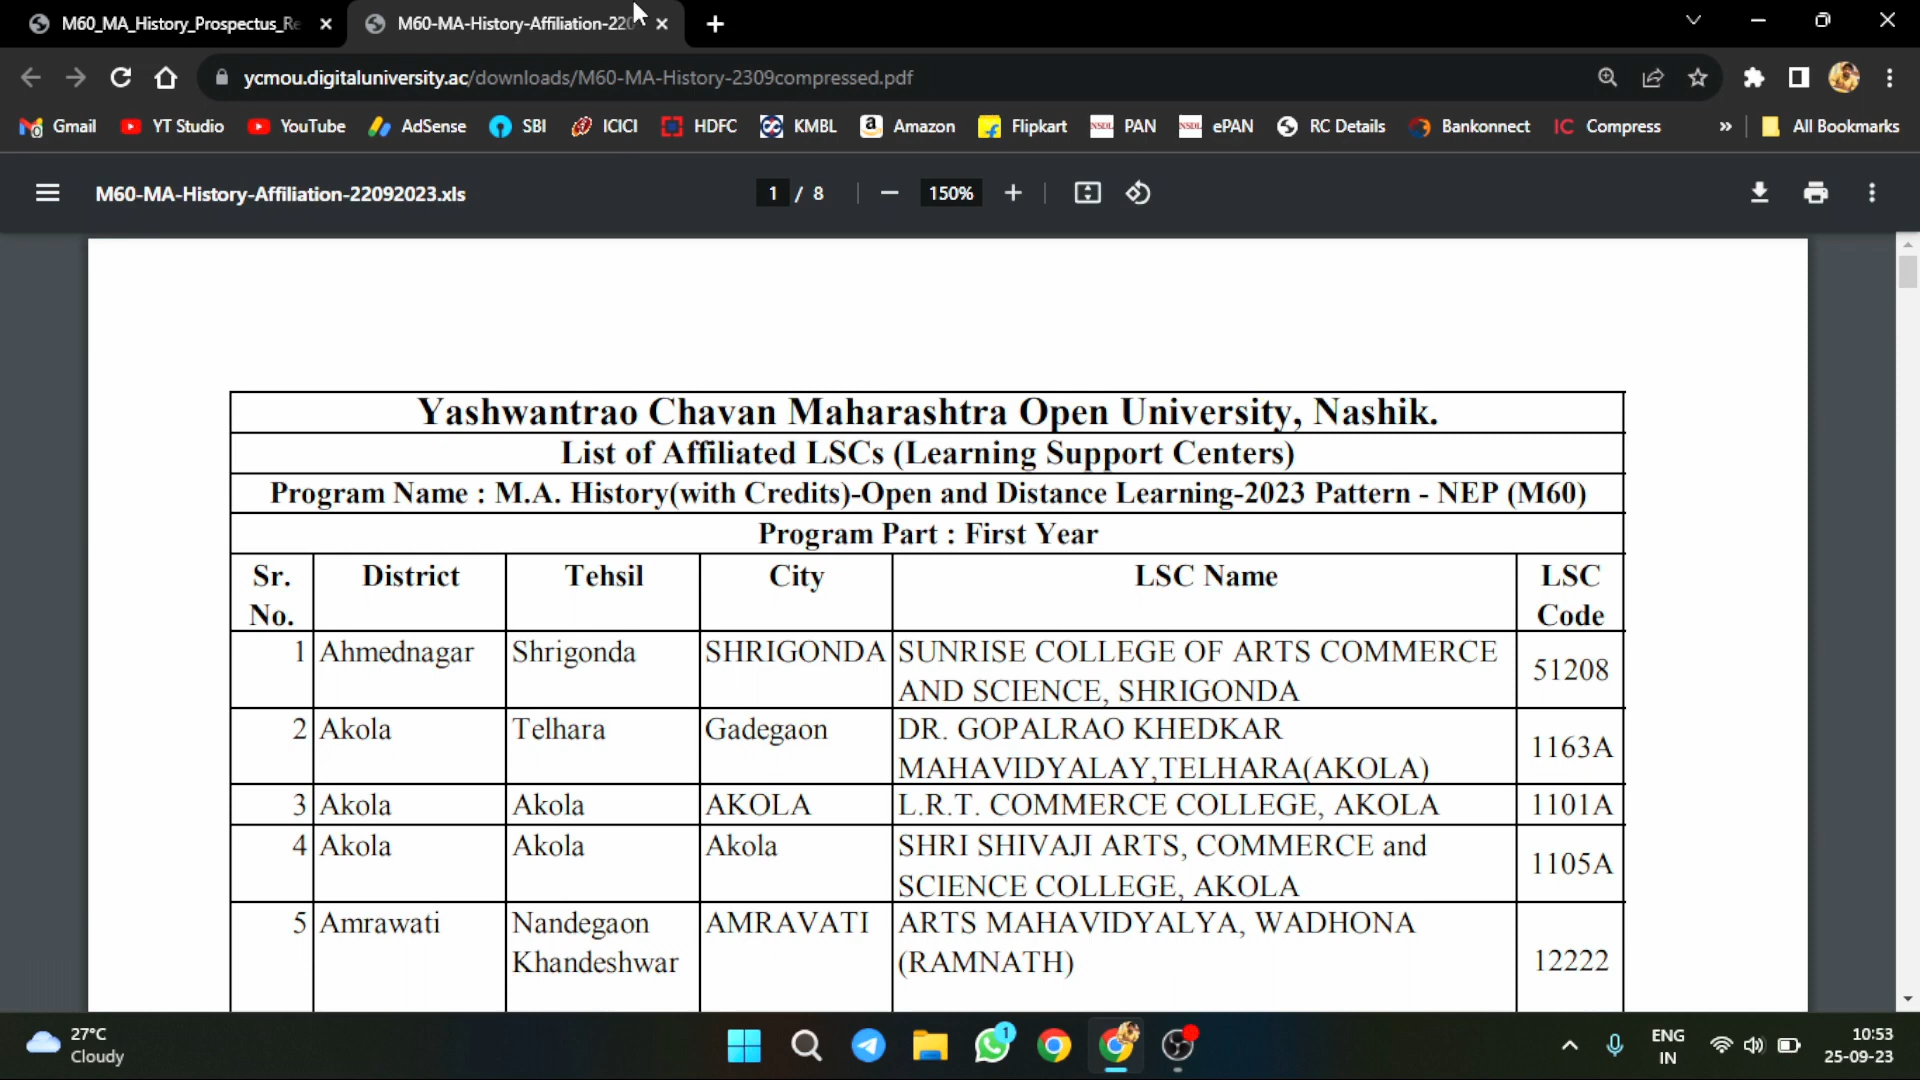 M60_MA_History_Prospectus_Re
M60-MA-History-Affiliation-220
ycmou.digitaluniversity.ac/downloads/M60-MA-History-2309compressed.pdf
Gmail YT Studio YouTube AdSense SBI ICICI HDFC KMBL Amazon Flipkart PAN ePAN RC Details Bankonnect Compress » All Bookmarks
M60-MA-History-Affiliation-22092023.xls 1 / 8 150%
Yashwantrao Chavan Maharashtra Open University, Nashik.
List of Affiliated LSCs (Learning Support Centers)
Program Name : M.A. History(with Credits)-Open and Distance Learning-2023 Pattern - NEP (M60)
Program Part : First Year
Sr. No. District Tehsil City LSC Name LSC Code
1 Ahmednagar Shrigonda SHRIGONDA SUNRISE COLLEGE OF ARTS COMMERCE
AND SCIENCE, SHRIGONDA 51208
2 Akola Telhara Gadegaon DR. GOPALRAO KHEDKAR
MAHAVIDYALAY,TELHARA(AKOLA) 1163A
3 Akola Akola AKOLA L.R.T. COMMERCE COLLEGE, AKOLA 1101A
4 Akola Akola Akola SHRI SHIVAJI ARTS, COMMERCE and
SCIENCE COLLEGE, AKOLA 1105A
5 Amrawati Nandegaon AMRAVATI ARTS MAHAVIDYALYA, WADHONA
Khandeshwar (RAMNATH) 12222
27°C
Cloudy
1
ENG
IN
10:53
25-09-23